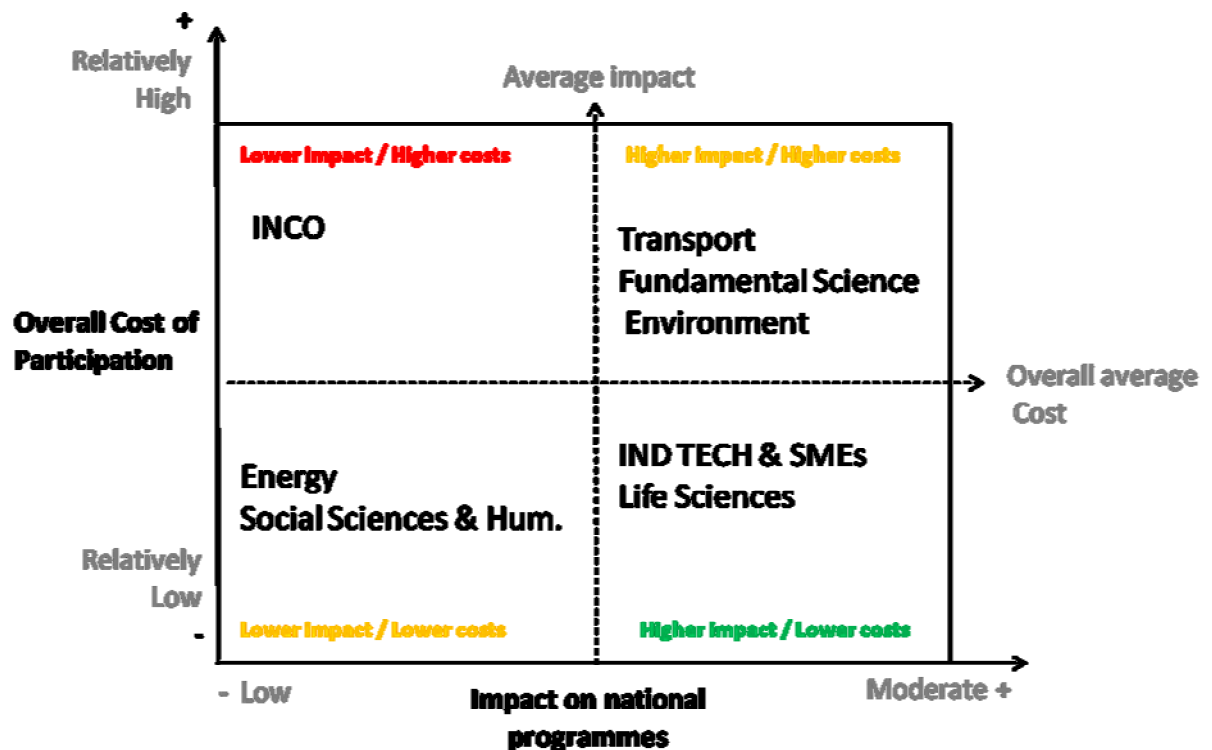 +
Relatively
High
Average impact
Lower impact / Higher costs
Higher impact / Higher costs
INCO
Transport
Fundamental Science
Environment
Overall Cost of
Participation
Overall average
Cost
Energy
Social Sciences & Hum.
IND TECH & SMEs
Life Sciences
Relatively
Low
-
Lower impact / Lower costs
Higher impact / Lower costs
- Low
Impact on national
programmes
Moderate +